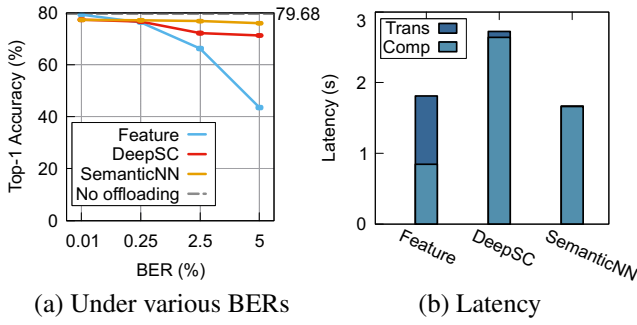 79.68
Top-1 Accuracy (%)
80
60
40
20
0
Feature
DeepSC
SemanticNN
No offloading
0.01
0.25
2.5
5
BER (%)
(a) Under various BERs
Latency (s)
3
2
1
0
Trans
Comp
Feature
DeepSC
SemanticNN
(b) Latency